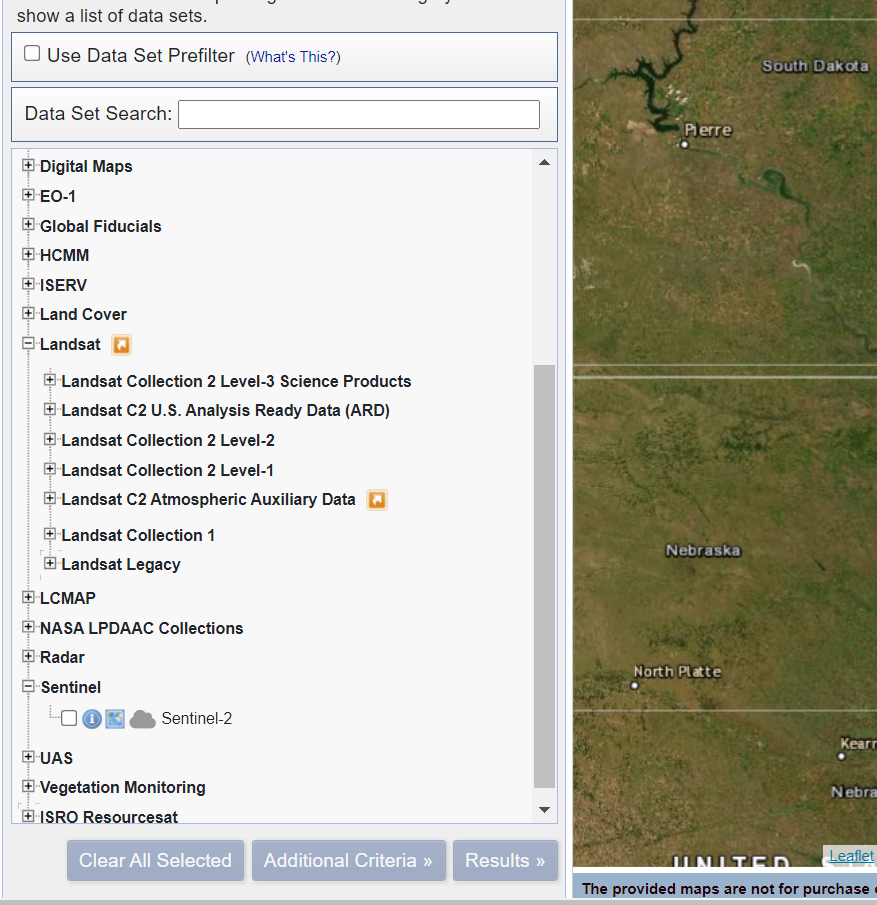 show a list of data sets.
Use Data Set Prefilter (What's This?)
Data Set Search:
Digital Maps
EO-1
Global Fiducials
HCMM
ISERV
Land Cover
Landsat
Landsat Collection 2 Level-3 Science Products
Landsat C2 U.S. Analysis Ready Data (ARD)
Landsat Collection 2 Level-2
Landsat Collection 2 Level-1
Landsat C2 Atmospheric Auxiliary Data
Landsat Collection 1
Landsat Legacy
LCMAP
NASA LPDAAC Collections
Radar
Sentinel
Sentinel-2
UAS
Vegetation Monitoring
ISRO Resourcesat
Clear All Selected
Additional Criteria »
Results »
South Dakota
Pierre
Nebraska
North Platte
Kearn
Nebra
UNITED
Leaflet
The provided maps are not for purchase